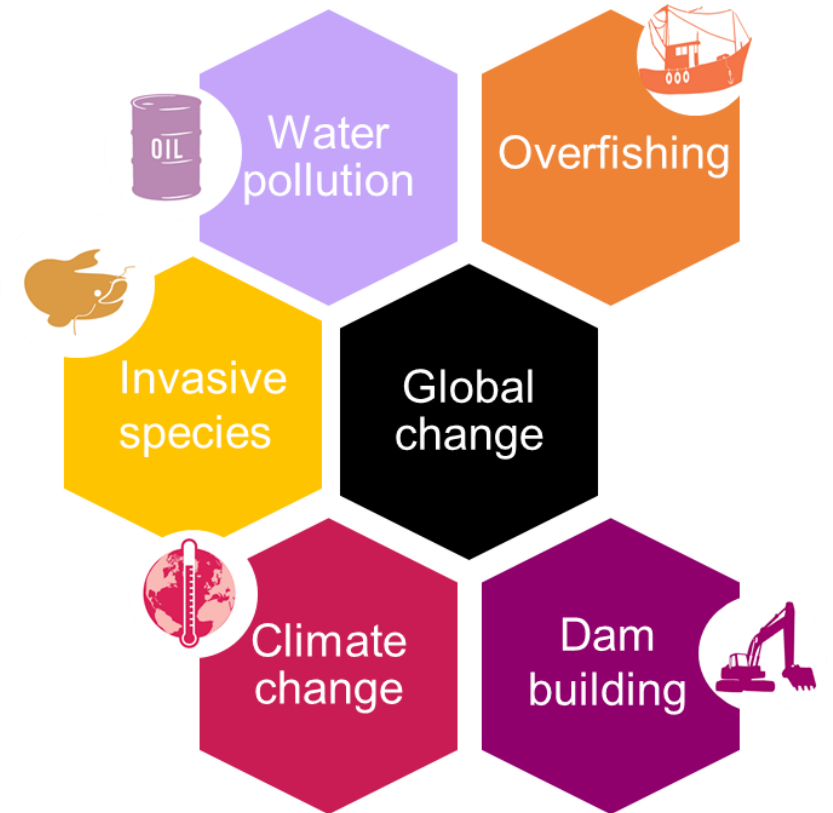 OIL
Water
pollution
Overfishing
Invasive
species
Global
change
Climate
change
Dam
building